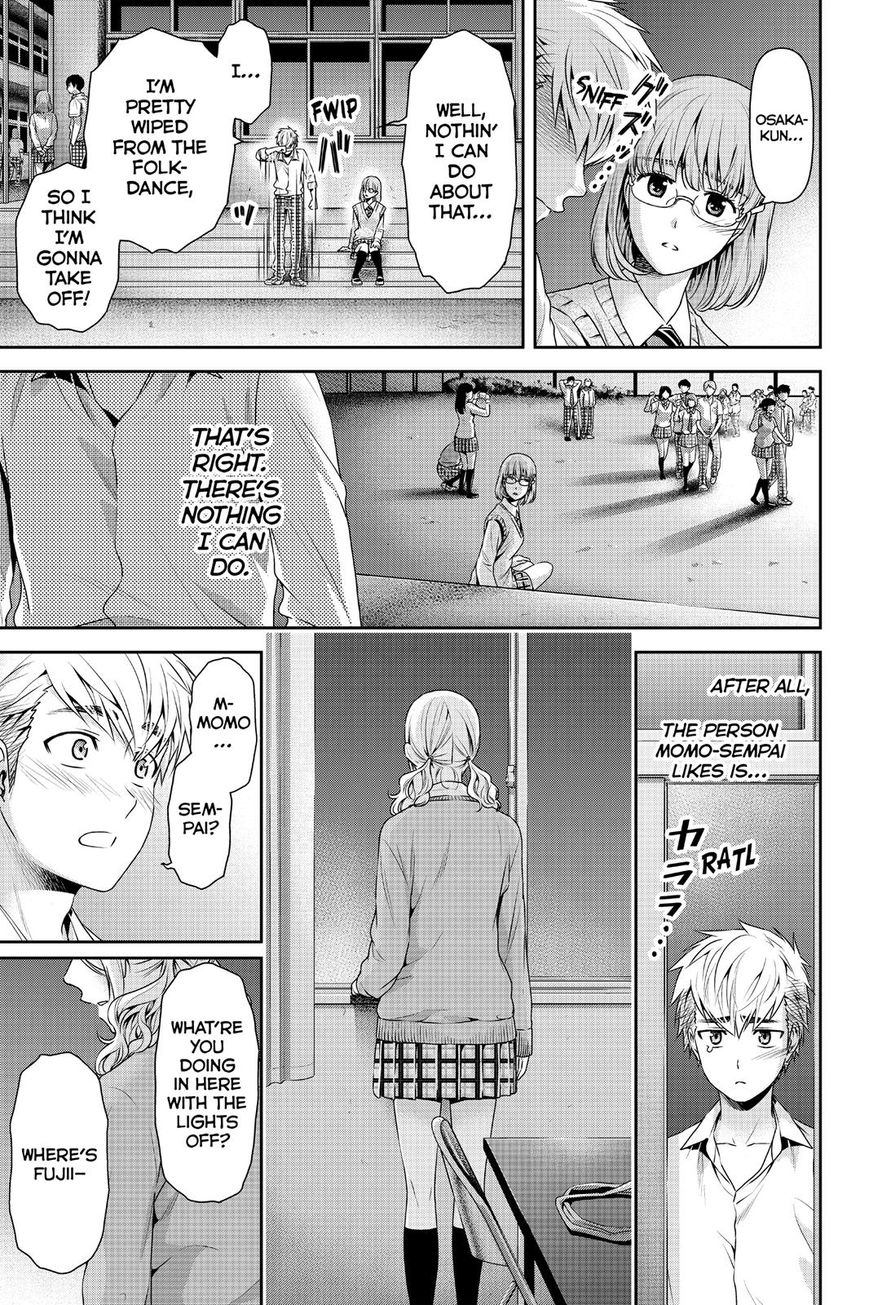 OSAKA-
KUN...
グズ...
SNIFF
WELL,
NOTHIN'
I CAN
DO
ABOUT
THAT...
バッ
FWIP
I...
I'M
PRETTY
WIPED
FROM THE
FOLK-
DANCE,
SO I
THINK
I'M
GONNA
TAKE
OFF!
THAT'S
RIGHT.
THERE'S
NOTHING
I CAN
DO.
AFTER ALL,
THE PERSON
MOMO-SEMPAI
LIKES IS...
カララ...
RATL
M-
MOMO
...
SEM-
PAI?
WHAT'RE
YOU
DOING
IN HERE
WITH THE
LIGHTS
OFF?
WHERE'S
FUJII–